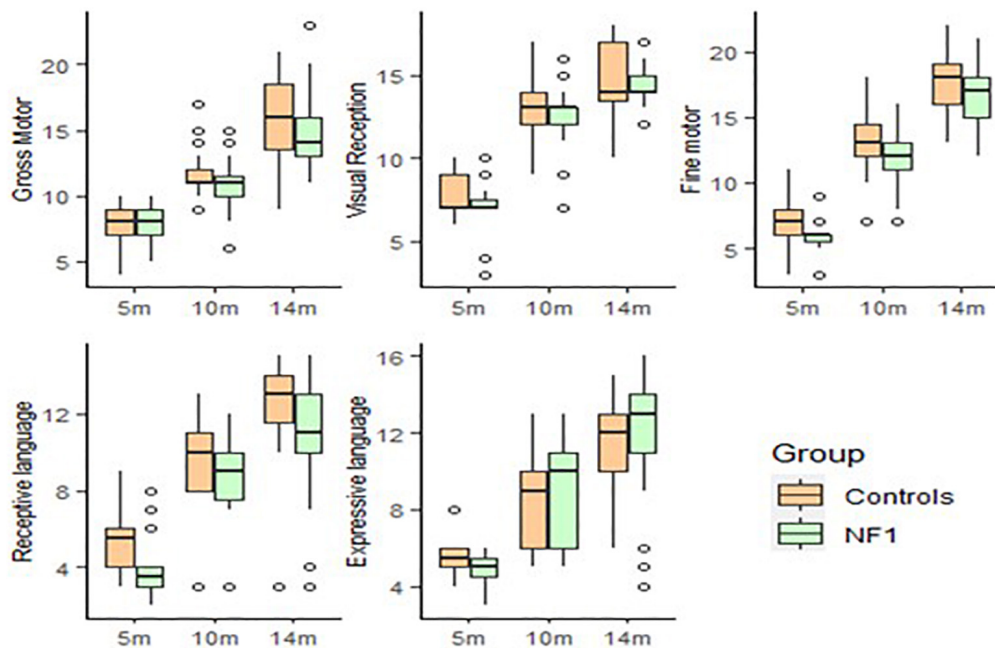 Gross Motor
20
15
10
5
5m 10m 14m
Visual Reception
15
10
5
5m 10m 14m
Fine motor
20
15
10
5
5m 10m 14m
Receptive language
12
8
4
5m 10m 14m
Expressive language
16
12
8
4
5m 10m 14m
Group
Controls
NF1